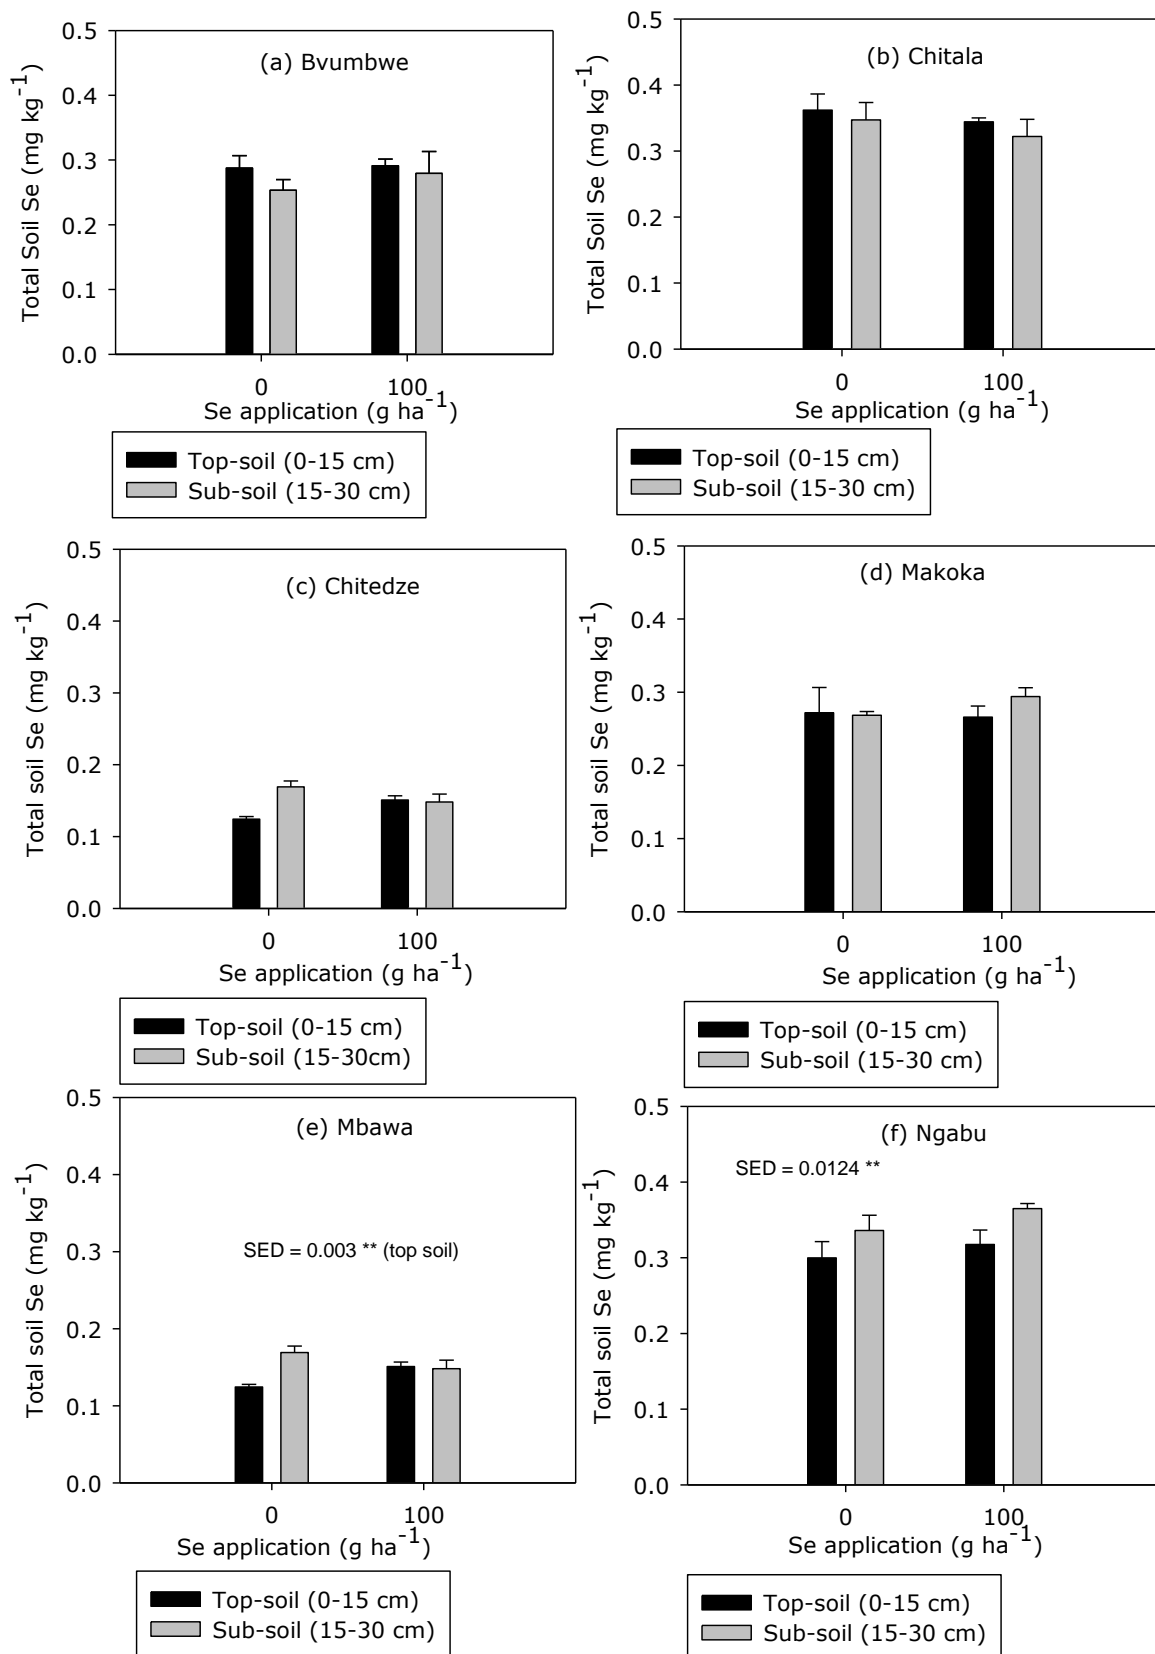 (a) Bvumbwe
Total Soil Se (mg kg⁻¹)
0.5
0.4
0.3
0.2
0.1
0.0
0 100
Se application (g ha⁻¹)
Top-soil (0-15 cm)
Sub-soil (15-30 cm)
(b) Chitala
Total Soil Se (mg kg⁻¹)
0.5
0.4
0.3
0.2
0.1
0.0
0 100
Se application (g ha⁻¹)
Top-soil (0-15 cm)
Sub-soil (15-30 cm)
(c) Chitedze
Total soil Se (mg kg⁻¹)
0.5
0.4
0.3
0.2
0.1
0.0
0 100
Se application (g ha⁻¹)
Top-soil (0-15 cm)
Sub-soil (15-30cm)
(d) Makoka
Total soil Se (mg kg⁻¹)
0.5
0.4
0.3
0.2
0.1
0.0
0 100
Se application (g ha⁻¹)
Top-soil (0-15 cm)
Sub-soil (15-30 cm)
(e) Mbawa
SED = 0.003 ** (top soil)
Total soil Se (mg kg⁻¹)
0.5
0.4
0.3
0.2
0.1
0.0
0 100
Se application (g ha⁻¹)
Top-soil (0-15 cm)
Sub-soil (15-30 cm)
(f) Ngabu
SED = 0.0124 **
Total soil Se (mg kg⁻¹)
0.5
0.4
0.3
0.2
0.1
0.0
0 100
Se application (g ha⁻¹)
Top-soil (0-15 cm)
Sub-soil (15-30 cm)